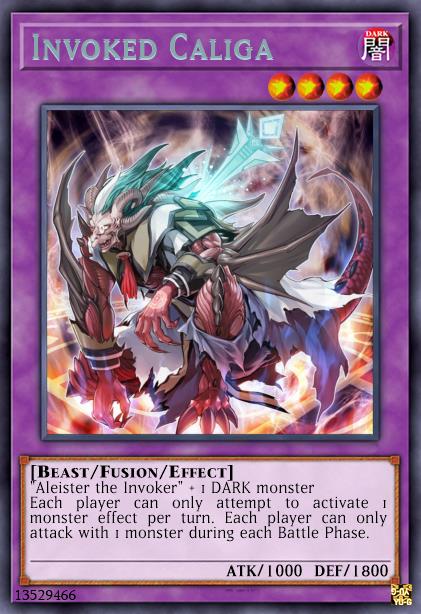 Invoked Caliga
DARK
闇
[Beast/Fusion/Effect]
"Aleister the Invoker" + 1 DARK monster
Each player can only attempt to activate 1
monster effect per turn. Each player can only
attack with 1 monster during each Battle Phase.
ATK/1000 DEF/1800
13529466